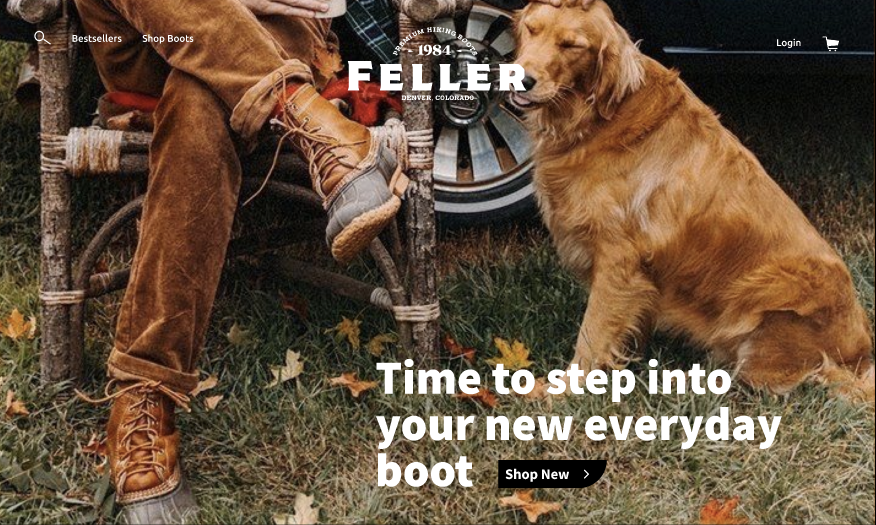 Bestsellers
Shop Boots
PREMIUM HIKING BOOTS
1984
FELLER
DENVER, COLORADO
Login
Time to step into
your new everyday
boot
Shop New